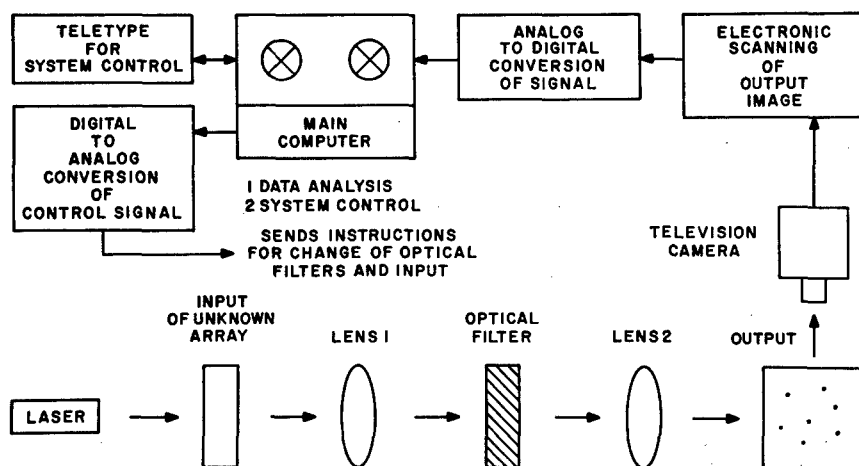 TELETYPE
FOR
SYSTEM CONTROL
MAIN
COMPUTER
ANALOG
TO DIGITAL
CONVERSION
OF SIGNAL
ELECTRONIC
SCANNING
OF
OUTPUT
IMAGE
DIGITAL
TO
ANALOG
CONVERSION
OF
CONTROL SIGNAL
1 DATA ANALYSIS
2 SYSTEM CONTROL
SENDS INSTRUCTIONS
FOR CHANGE OF OPTICAL
FILTERS AND INPUT
TELEVISION
CAMERA
INPUT
OF UNKNOWN
ARRAY
LENS 1
OPTICAL
FILTER
LENS 2
OUTPUT
LASER